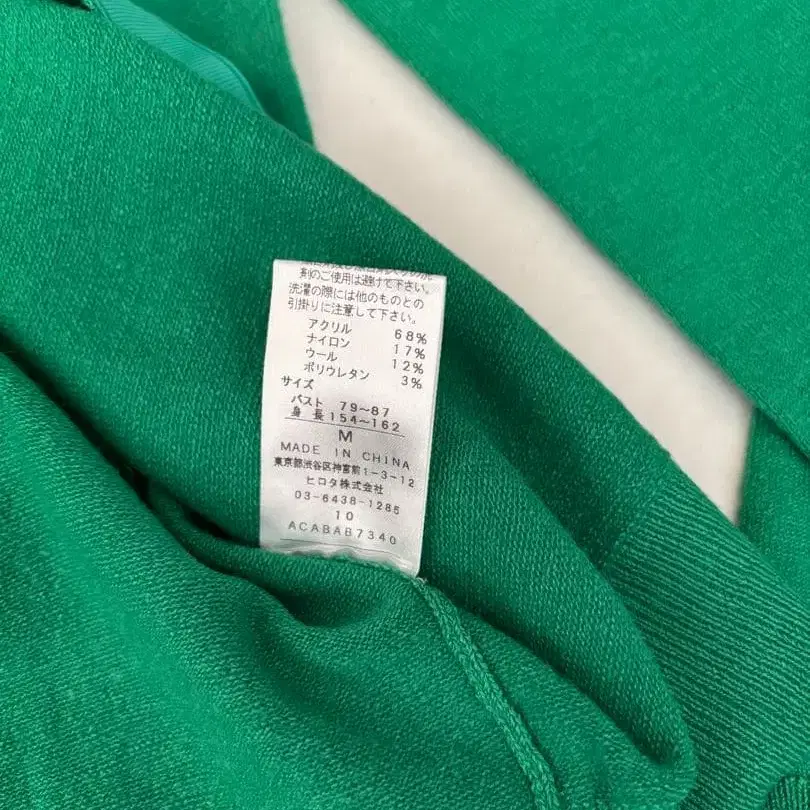 剤のご使用は避けて下さい。
洗濯の際には他のものとの
引掛りに注意して下さい。
アクリル 68%
ナイロン 17%
ウール 12%
ポリウレタン 3%
サイズ
バスト 79~87
身長 154~162
M
MADE IN CHINA
東京都渋谷区神宮前1-3-12
ヒロタ株式会社
03-6438-1285
10
ACABAB7340